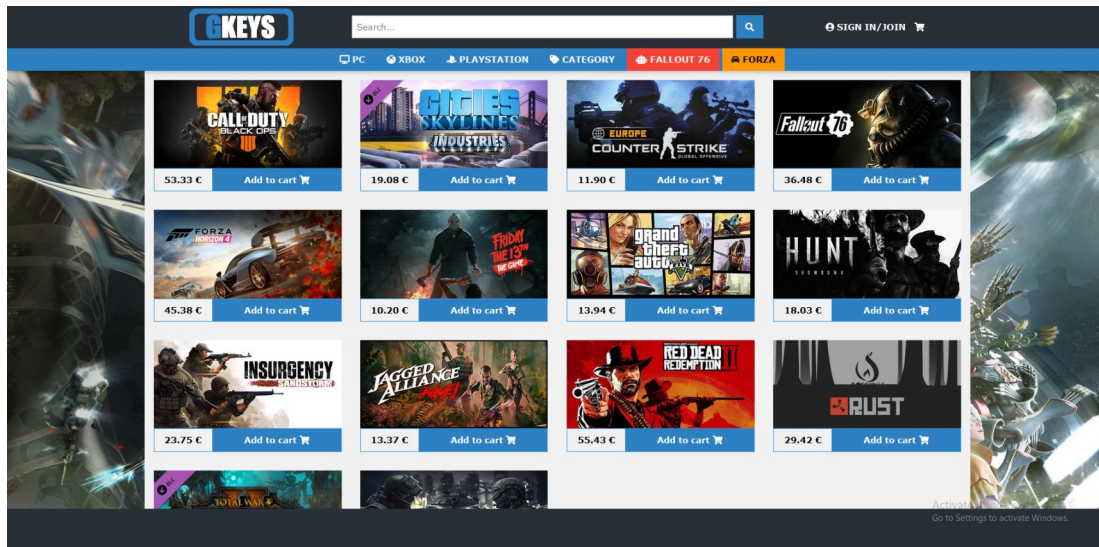 GKEYS
Search...
SIGN IN/JOIN
PC XBOX PLAYSTATION CATEGORY FALLOUT 76 FORZA
CALL OF DUTY
BLACK OPS
IIII
53.33 € Add to cart
DLC
CITIES
SKYLINES
INDUSTRIES
19.08 € Add to cart
EUROPE
COUNTER STRIKE
GLOBAL OFFENSIVE
11.90 € Add to cart
Fallout 76
36.48 € Add to cart
FORZA
HORIZON 4
45.38 € Add to cart
FRIDAY
THE 13TH
THE GAME
10.20 € Add to cart
grand
theft
auto V
13.94 € Add to cart
HUNT
SHOWDOWN
18.03 € Add to cart
INSURGENCY
SANDSTORM
23.75 € Add to cart
JAGGED
ALLIANCE
RAGE!
13.37 € Add to cart
RED DEAD
REDEMPTION II
55.43 € Add to cart
RUST
29.42 € Add to cart
DLC
TOTAL WAR
Go to Settings to activate Windows.